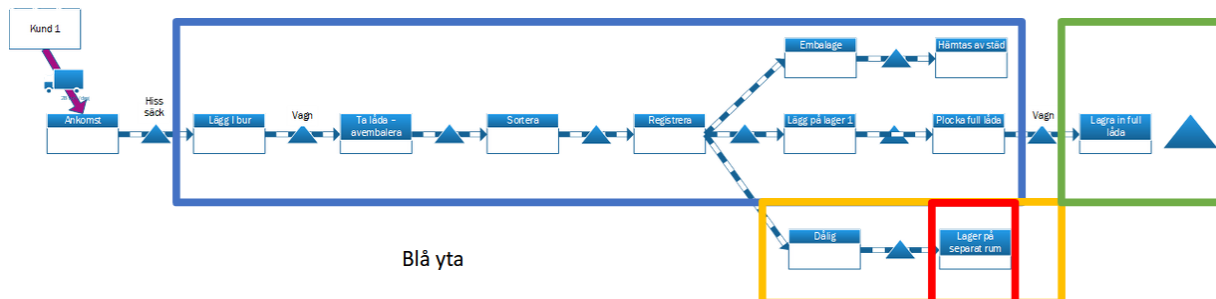 Kund 1
Ankomst
Hiss
säck
Lägg I bur
Vagn
Ta låda –
avembalera
Sortera
Registrera
Embalage
Hämtas av städ
Lägg på lager 1
Plocka full låda
Vagn
Lagra in full
låda
Dålig
Lager på
separat rum
Blå yta